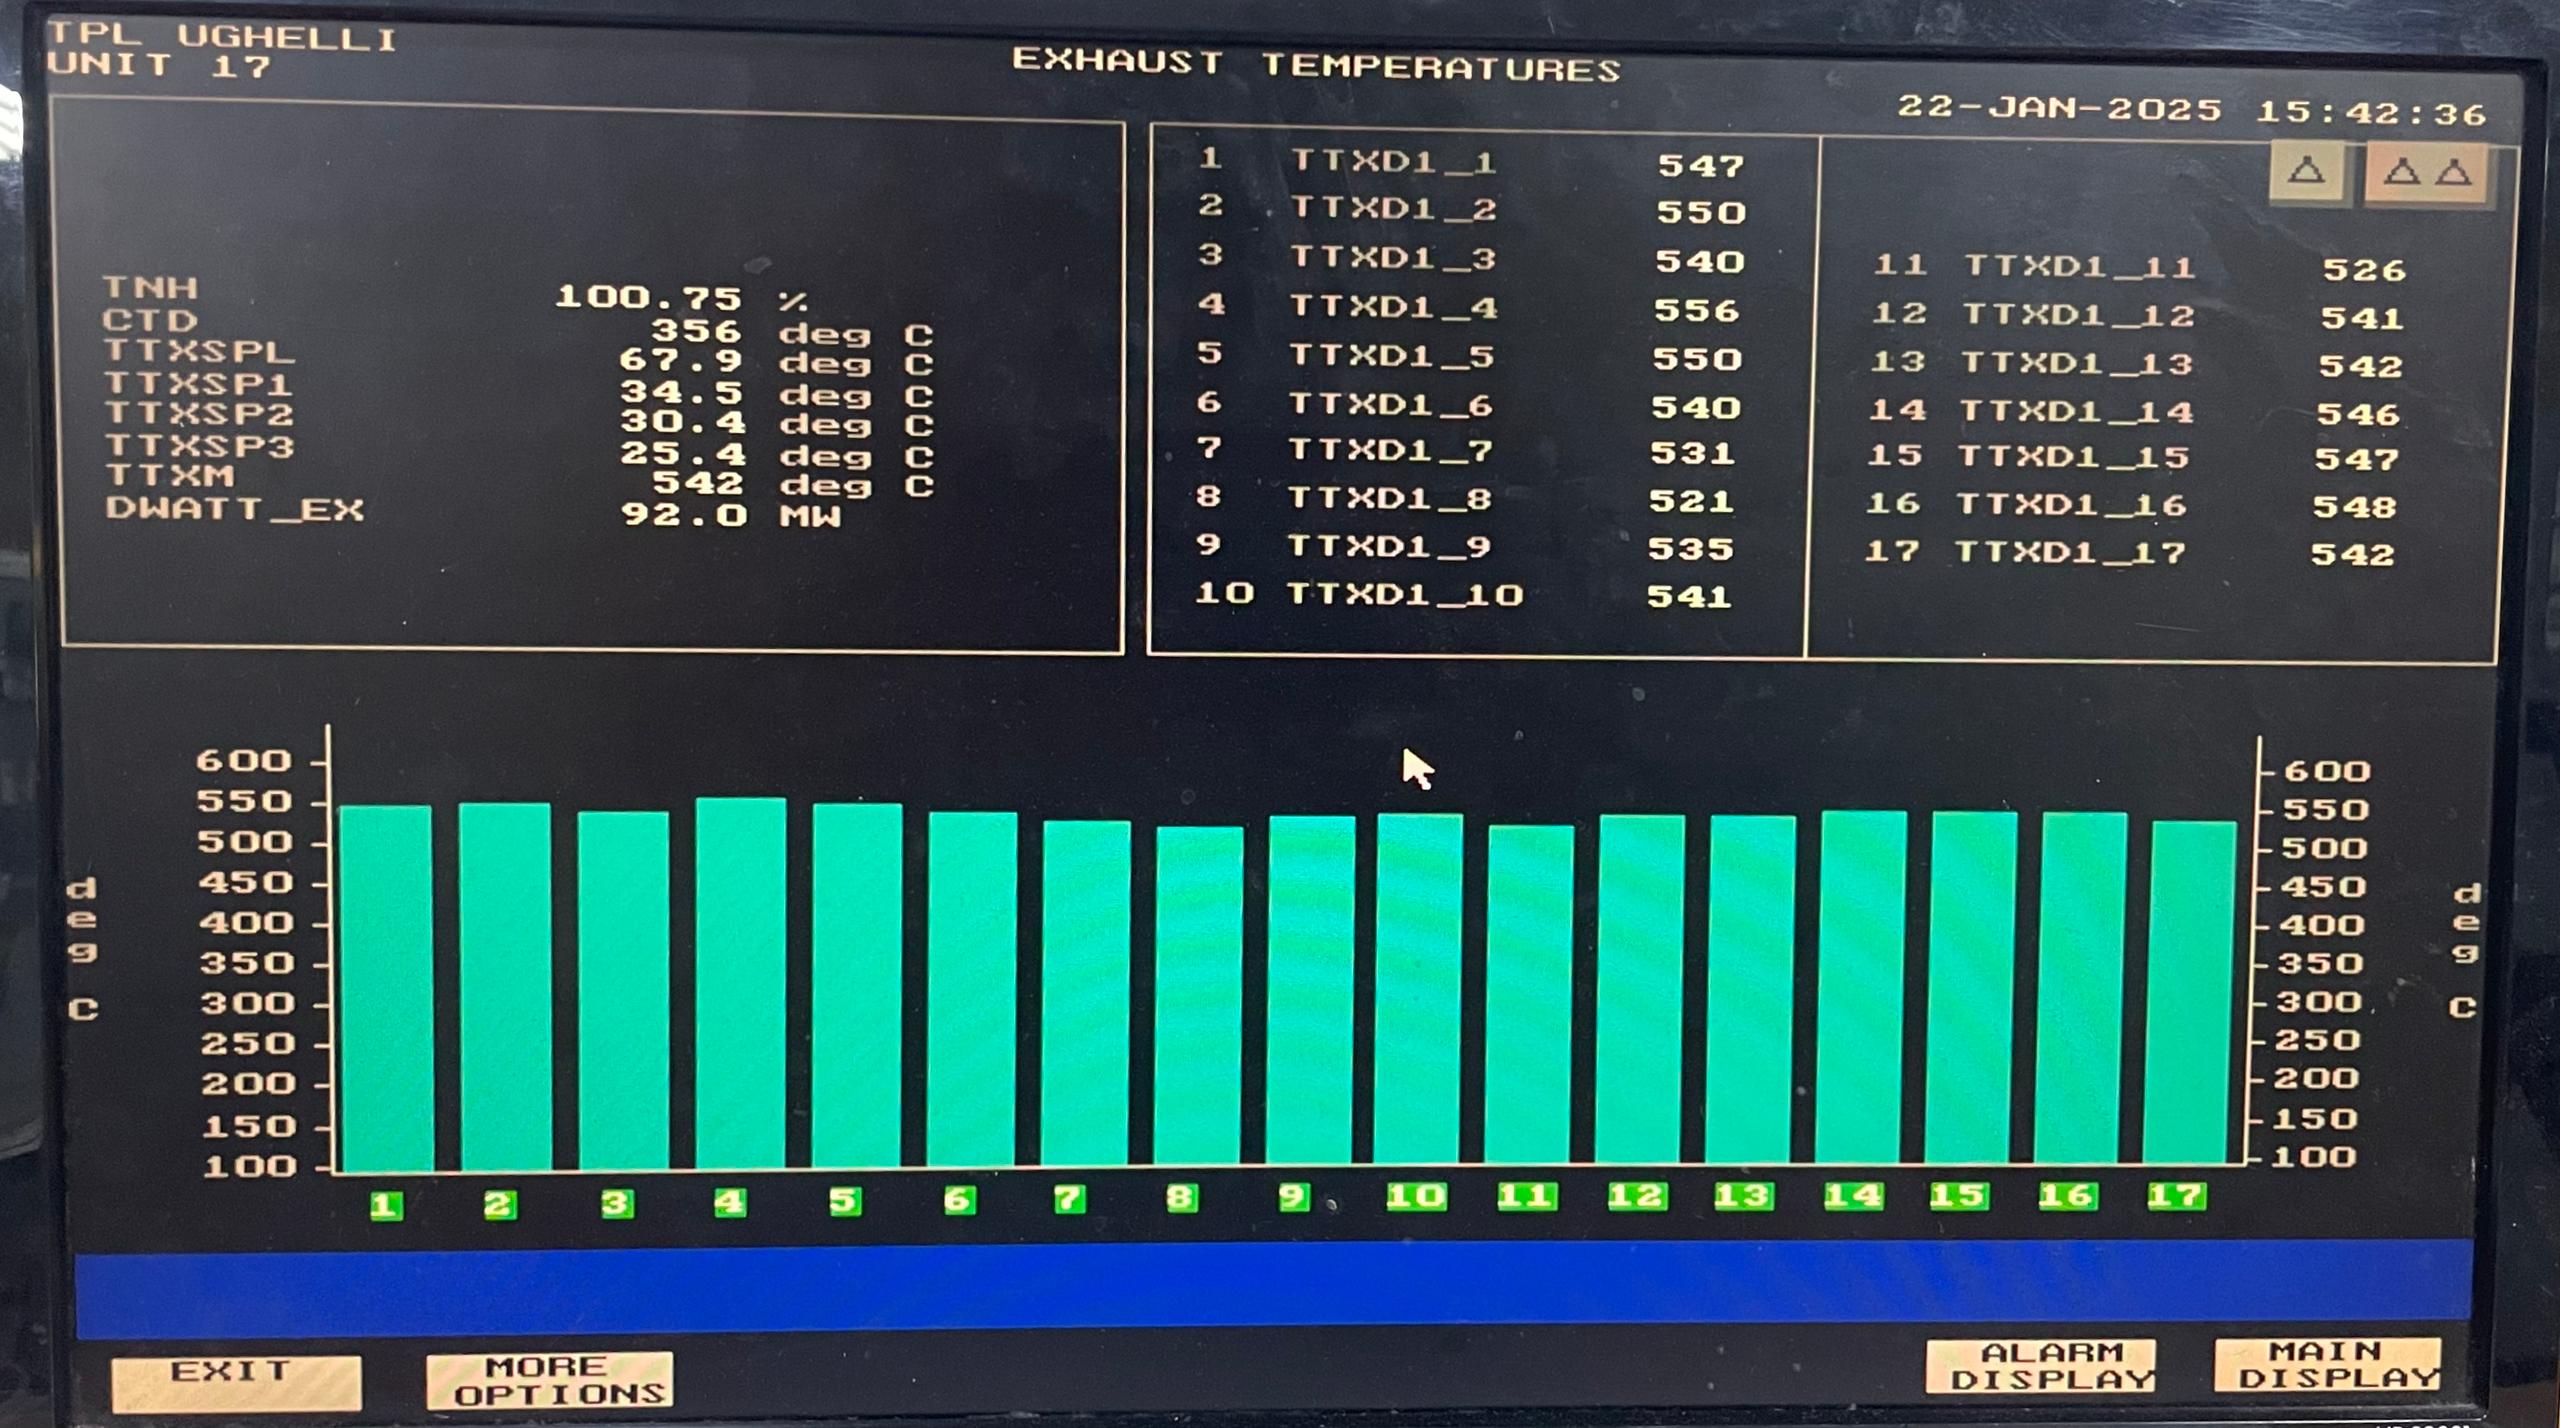 TPL UGHELLI
UNIT 17
EXHAUST TEMPERATURES
22-JAN-2025 15:42:36
TNH 100.75 %
CTD 356 deg C
TTXSPL 67.9 deg C
TTXSP1 34.5 deg C
TTXSP2 30.4 deg C
TTXSP3 25.4 deg C
TTXM 542 deg C
DWATT_EX 92.0 MW
1 TTXD1_1 547
2 TTXD1_2 550
3 TTXD1_3 540
4 TTXD1_4 556
5 TTXD1_5 550
6 TTXD1_6 540
7 TTXD1_7 531
8 TTXD1_8 521
9 TTXD1_9 535
10 TTXD1_10 541
11 TTXD1_11 526
12 TTXD1_12 541
13 TTXD1_13 542
14 TTXD1_14 546
15 TTXD1_15 547
16 TTXD1_16 548
17 TTXD1_17 542
deg C
600
550
500
450
400
350
300
250
200
150
100
600
550
500
450
400
350
300
250
200
150
100
deg C
1 2 3 4 5 6 7 8 9 10 11 12 13 14 15 16 17
EXIT
MORE
OPTIONS
ALARM
DISPLAY
MAIN
DISPLAY